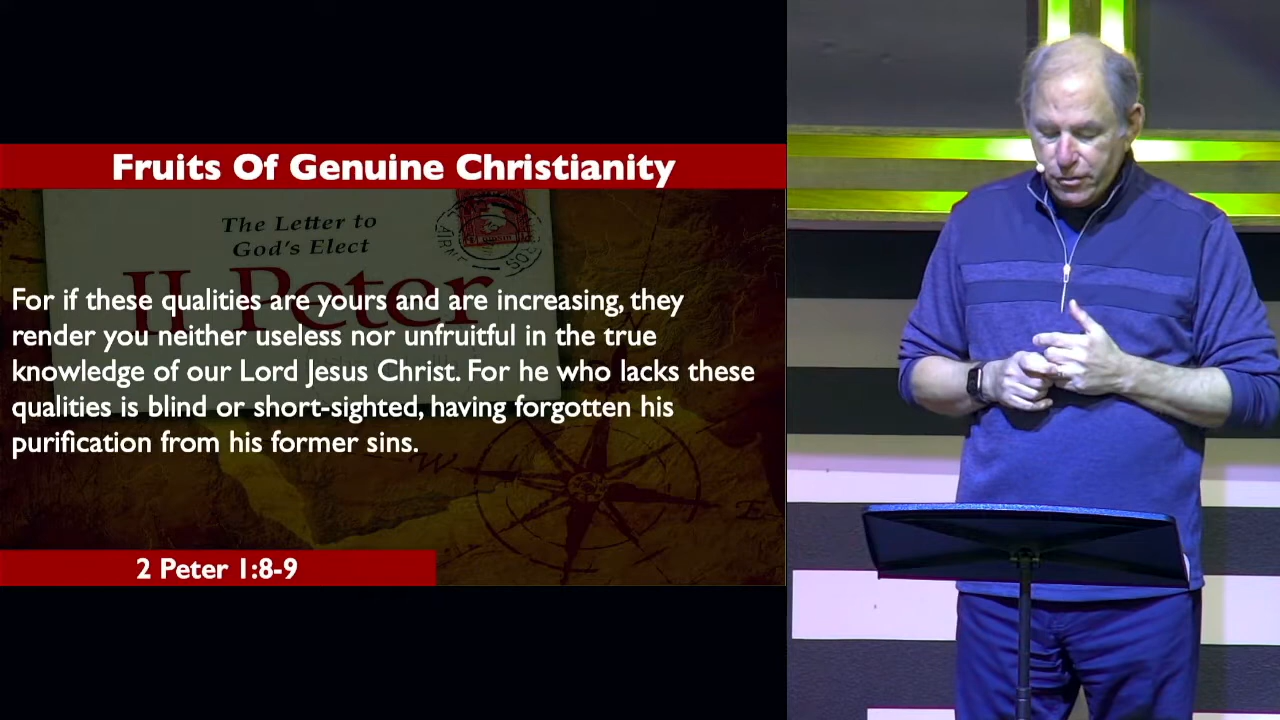 Fruits Of Genuine Christianity
The Letter to
God's Elect
II Peter
For if these qualities are yours and are increasing, they
render you neither useless nor unfruitful in the true
knowledge of our Lord Jesus Christ. For he who lacks these
qualities is blind or short-sighted, having forgotten his
purification from his former sins.
W
E
2 Peter 1:8-9